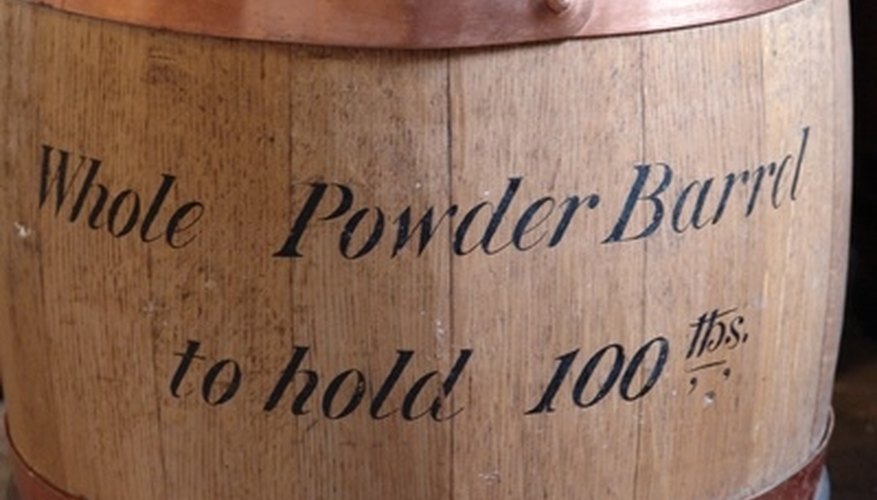 Whole Powder Barrel
to hold 100 lbs.